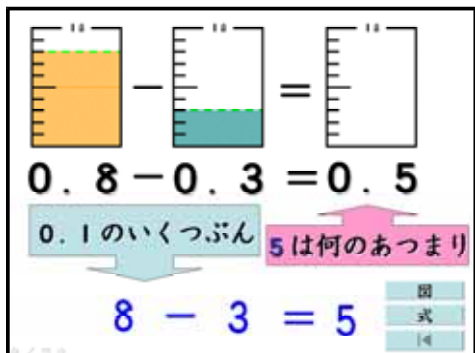 － ＝
0.8－0.3＝0.5
0.1のいくつぶん
5は何のあつまり
8 － 3 ＝ 5
図
式